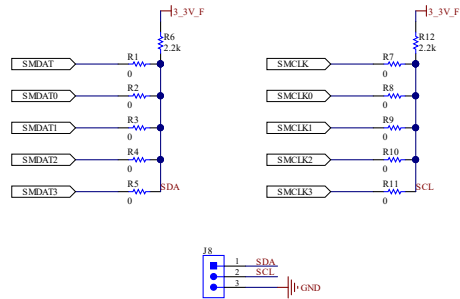 3_3V_F 3_3V_F
R6 R12
2.2k 2.2k
SMDAT R1 SMCLK R7
0 0
SMDAT0 R2 SMCLK0 R8
0 0
SMDAT1 R3 SMCLK1 R9
0 0
SMDAT2 R4 SMCLK2 R10
0 0
SMDAT3 R5 SDA SMCLK3 R11 SCL
0 0
J8
1 SDA
2 SCL
3 GND